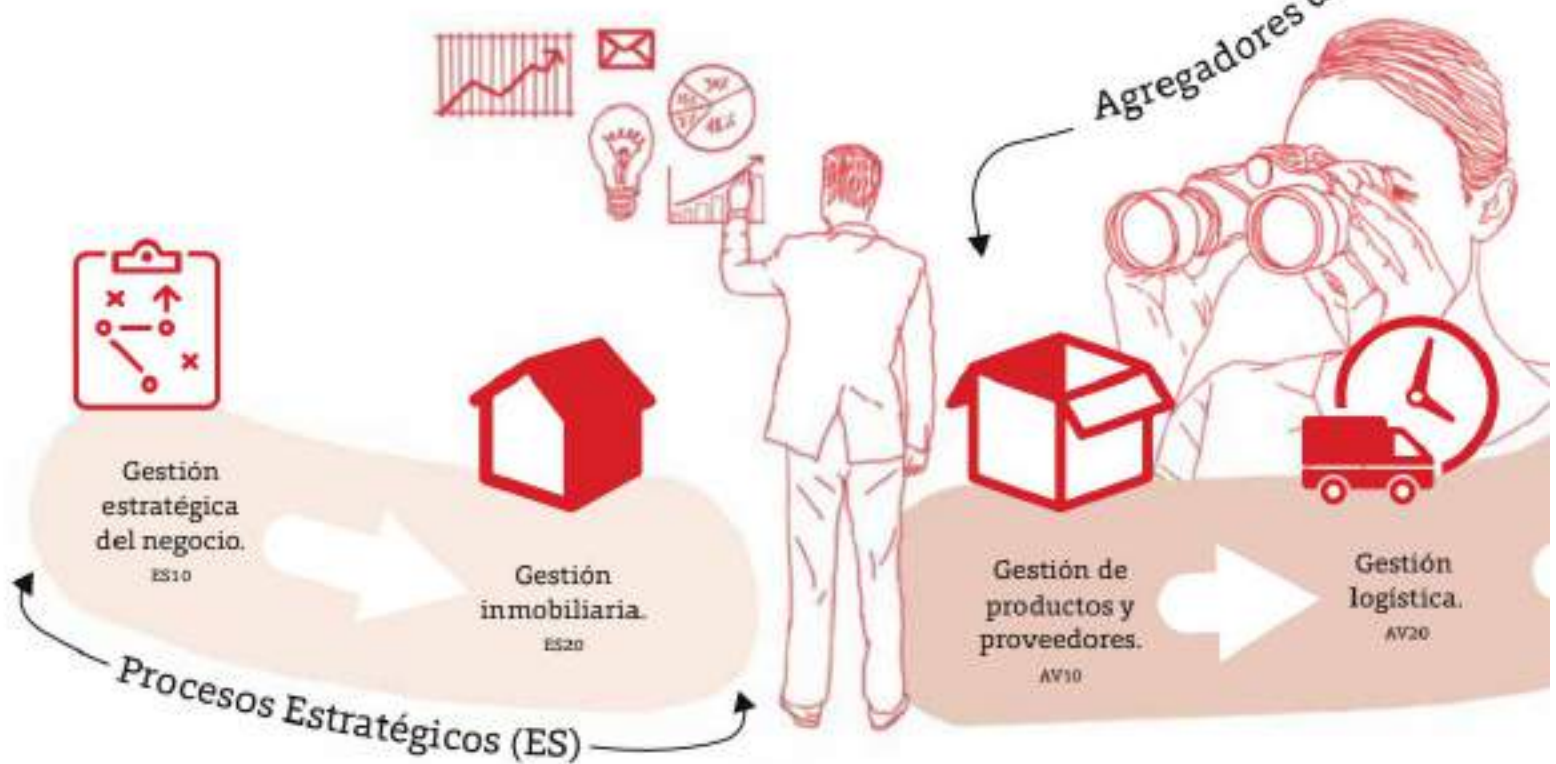 Agregadores
Gestión
estratégica
del negocio.
ES10
Gestión
inmobiliaria.
ES20
Procesos Estratégicos (ES)
Gestión de
productos y
proveedores.
AV10
Gestión
logística.
AV20